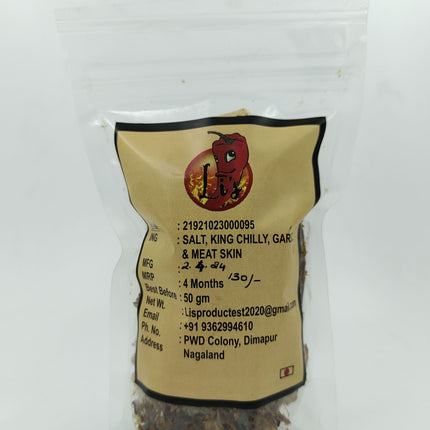 Li's
: 21921023000095
: SALT, KING CHILLY,
& MEAT SKIN
MFG 2.4.24
MRP 130/-
Best Before : 4 Months
Net Wt. : 50 gm
Email : Lisproductest2020@gmail.com
Ph. No. : +91 9362994610
Address : PWD Colony, Dimapur
Nagaland